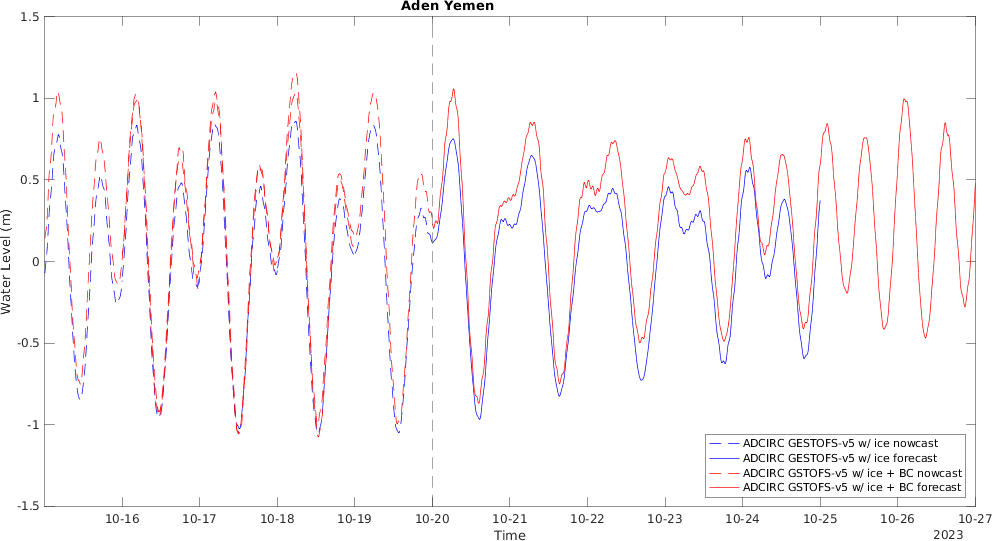 Aden Yemen
1.5
1
0.5
0
-0.5
-1
-1.5
Water Level (m)
ADCIRC GESTOFS-v5 w/ ice nowcast
ADCIRC GESTOFS-v5 w/ ice forecast
ADCIRC GSTOFS-v5 w/ ice + BC nowcast
ADCIRC GSTOFS-v5 w/ ice + BC forecast
10-16 10-17 10-18 10-19 10-20 10-21 10-22 10-23 10-24 10-25 10-26 10-27
Time
2023